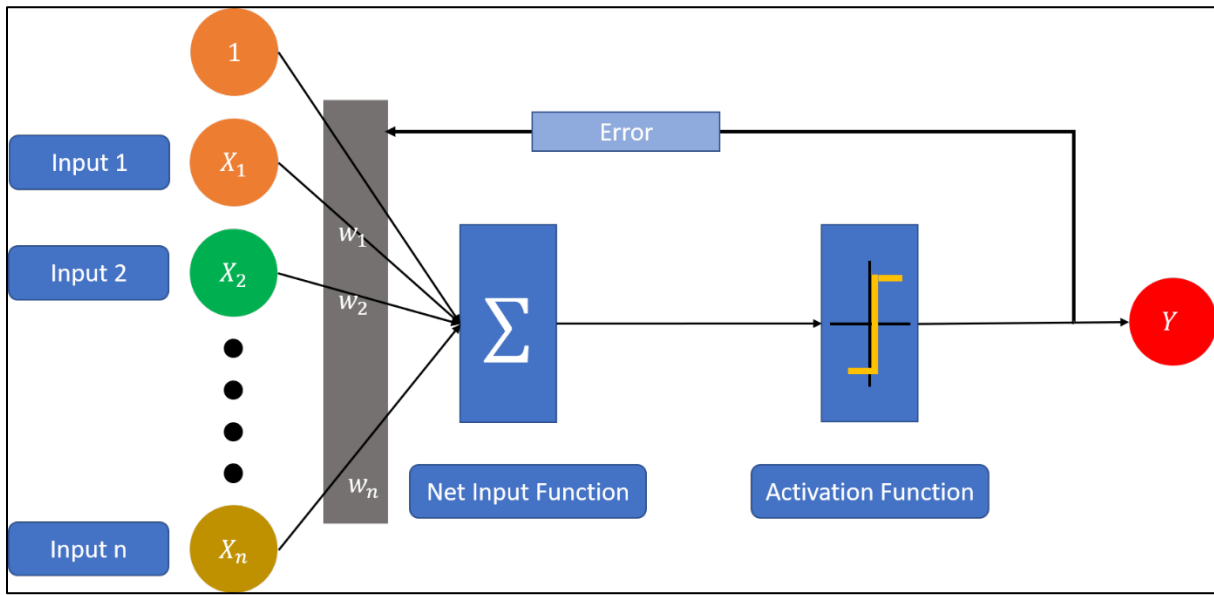 1
Error
Input 1
X₁
w₁
Input 2
X₂
w₂
Σ
Y
wₙ
Net Input Function
Activation Function
Input n
Xₙ